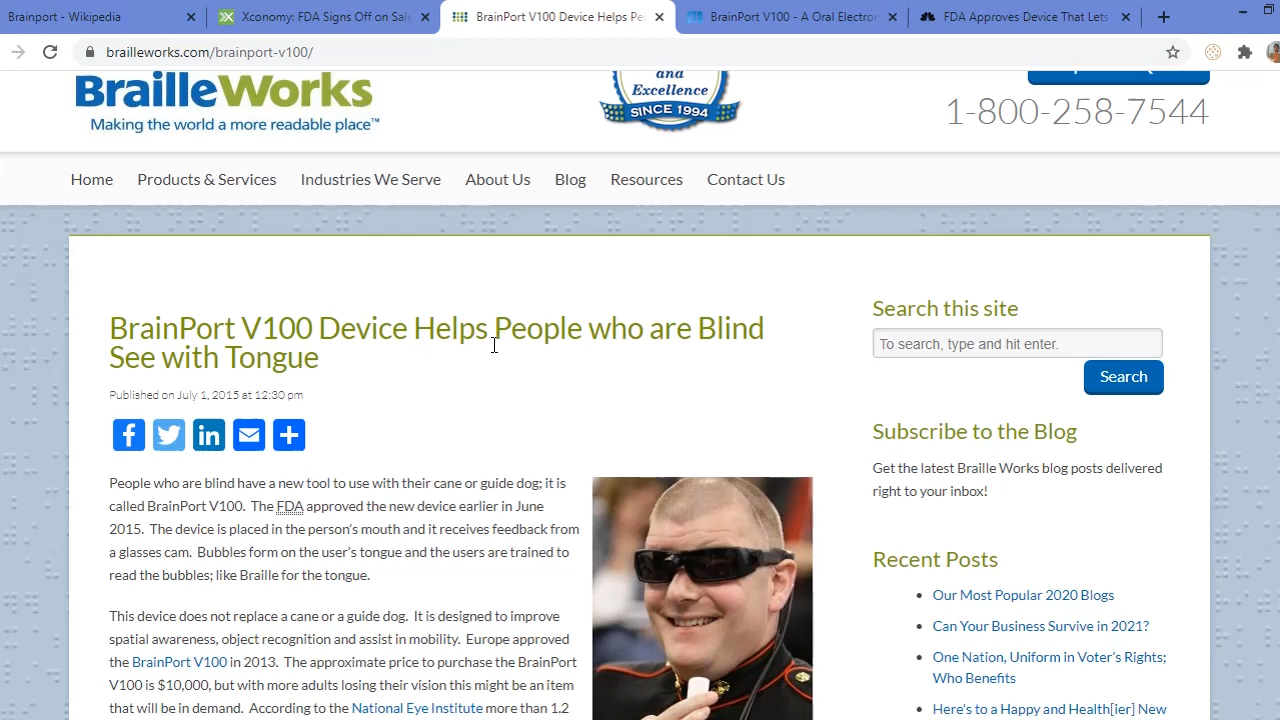 Brainport - Wikipedia
Xconomy: FDA Signs Off on Sal
BrainPort V100 Device Helps Pe
BrainPort V100 - A Oral Electron
FDA Approves Device That Lets
brailleworks.com/brainport-v100/
BrailleWorks
Making the world a more readable place™
and
Excellence
SINCE 1994
1-800-258-7544
Home
Products & Services
Industries We Serve
About Us
Blog
Resources
Contact Us
BrainPort V100 Device Helps People who are Blind
See with Tongue
Published on July 1, 2015 at 12:30 pm
People who are blind have a new tool to use with their cane or guide dog; it is
called BrainPort V100. The FDA approved the new device earlier in June
2015. The device is placed in the person's mouth and it receives feedback from
a glasses cam. Bubbles form on the user's tongue and the users are trained to
read the bubbles; like Braille for the tongue.
This device does not replace a cane or a guide dog. It is designed to improve
spatial awareness, object recognition and assist in mobility. Europe approved
the BrainPort V100 in 2013. The approximate price to purchase the BrainPort
V100 is $10,000, but with more adults losing their vision this might be an item
that will be in demand. According to the National Eye Institute more than 1.2
Search this site
To search, type and hit enter.
Search
Subscribe to the Blog
Get the latest Braille Works blog posts delivered
right to your inbox!
Recent Posts
Our Most Popular 2020 Blogs
Can Your Business Survive in 2021?
One Nation, Uniform in Voter's Rights;
Who Benefits
Here's to a Happy and Health[ier] New